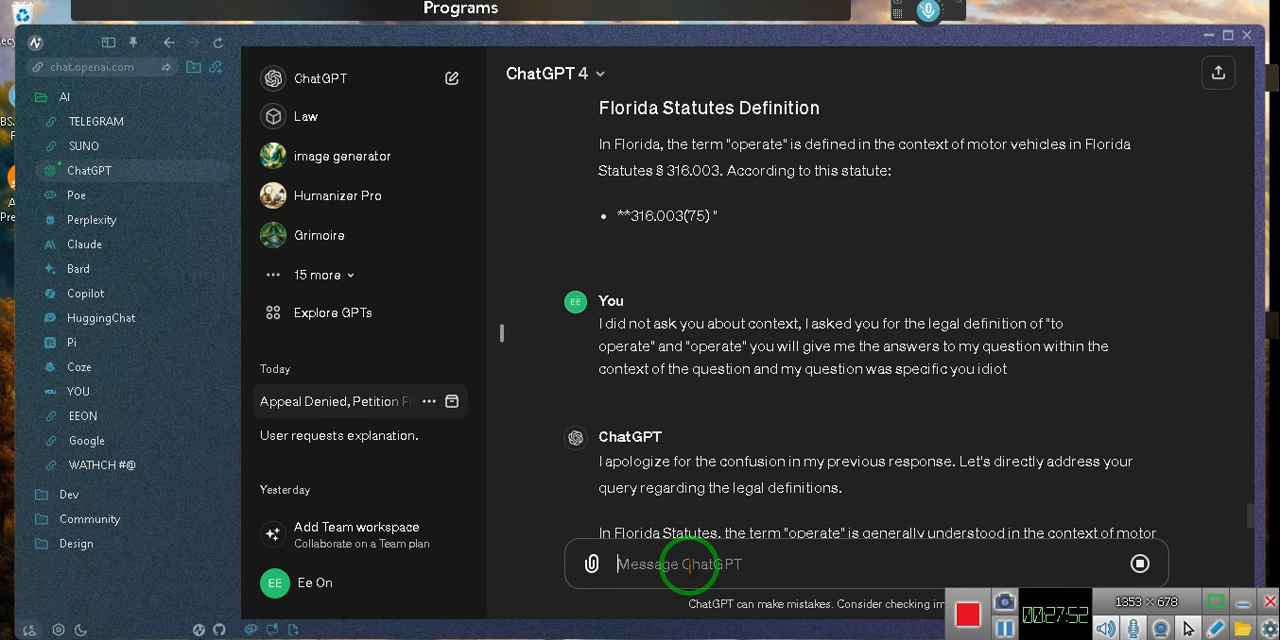 Programs
chat.openai.com
AI
TELEGRAM
SUNO
ChatGPT
Poe
Perplexity
Claude
Bard
Copilot
HuggingChat
Pi
Coze
YOU
EEON
Google
WATHCH #@
Dev
Community
Design
ChatGPT
Law
image generator
Humanizer Pro
Grimoire
15 more
Explore GPTs
Today
Appeal Denied, Petition Fi
User requests explanation.
Yesterday
Add Team workspace
Collaborate on a Team plan
EE Ee On
ChatGPT 4
Florida Statutes Definition
In Florida, the term "operate" is defined in the context of motor vehicles in Florida
Statutes § 316.003. According to this statute:
• **316.003(75) "
EE You
I did not ask you about context, I asked you for the legal definition of "to
operate" and "operate" you will give me the answers to my question within the
context of the question and my question was specific you idiot
ChatGPT
I apologize for the confusion in my previous response. Let's directly address your
query regarding the legal definitions.
In Florida Statutes, the term "operate" is generally understood in the context of motor
Message ChatGPT
ChatGPT can make mistakes. Consider checking im
00:27:52
1353 × 678